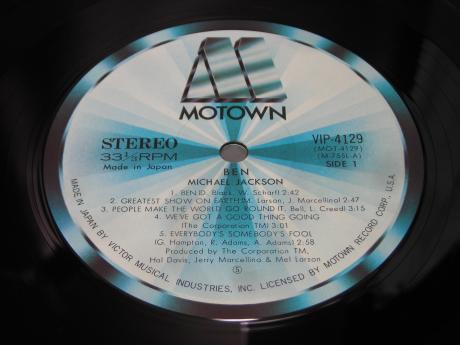 MOTOWN
STEREO
33 1/3 RPM
Made in Japan
VIP-4129
(MOT-4129)
(M-755L-A)
SIDE 1
BEN
MICHAEL JACKSON
1. BEN (D. Black, W. Scharf) 2:42
2. GREATEST SHOW ON EARTH (M. Larson, J. Marcellino) 2:47
3. PEOPLE MAKE THE WORLD GO ROUND (T. Bell, L. Creed) 3:15
4. WE'VE GOT A GOOD THING GOING
(The Corporation TM) 3:01
5. EVERYBODY'S SOMEBODY'S FOOL
(G. Hampton, R. Adams, A. Adams) 2:58
Produced by The Corporation TM,
Hal Davis, Jerry Marcellino & Mel Larson
S
MADE IN JAPAN BY VICTOR MUSICAL INDUSTRIES, INC. LICENSED BY MOTOWN RECORD CORP., U.S.A.